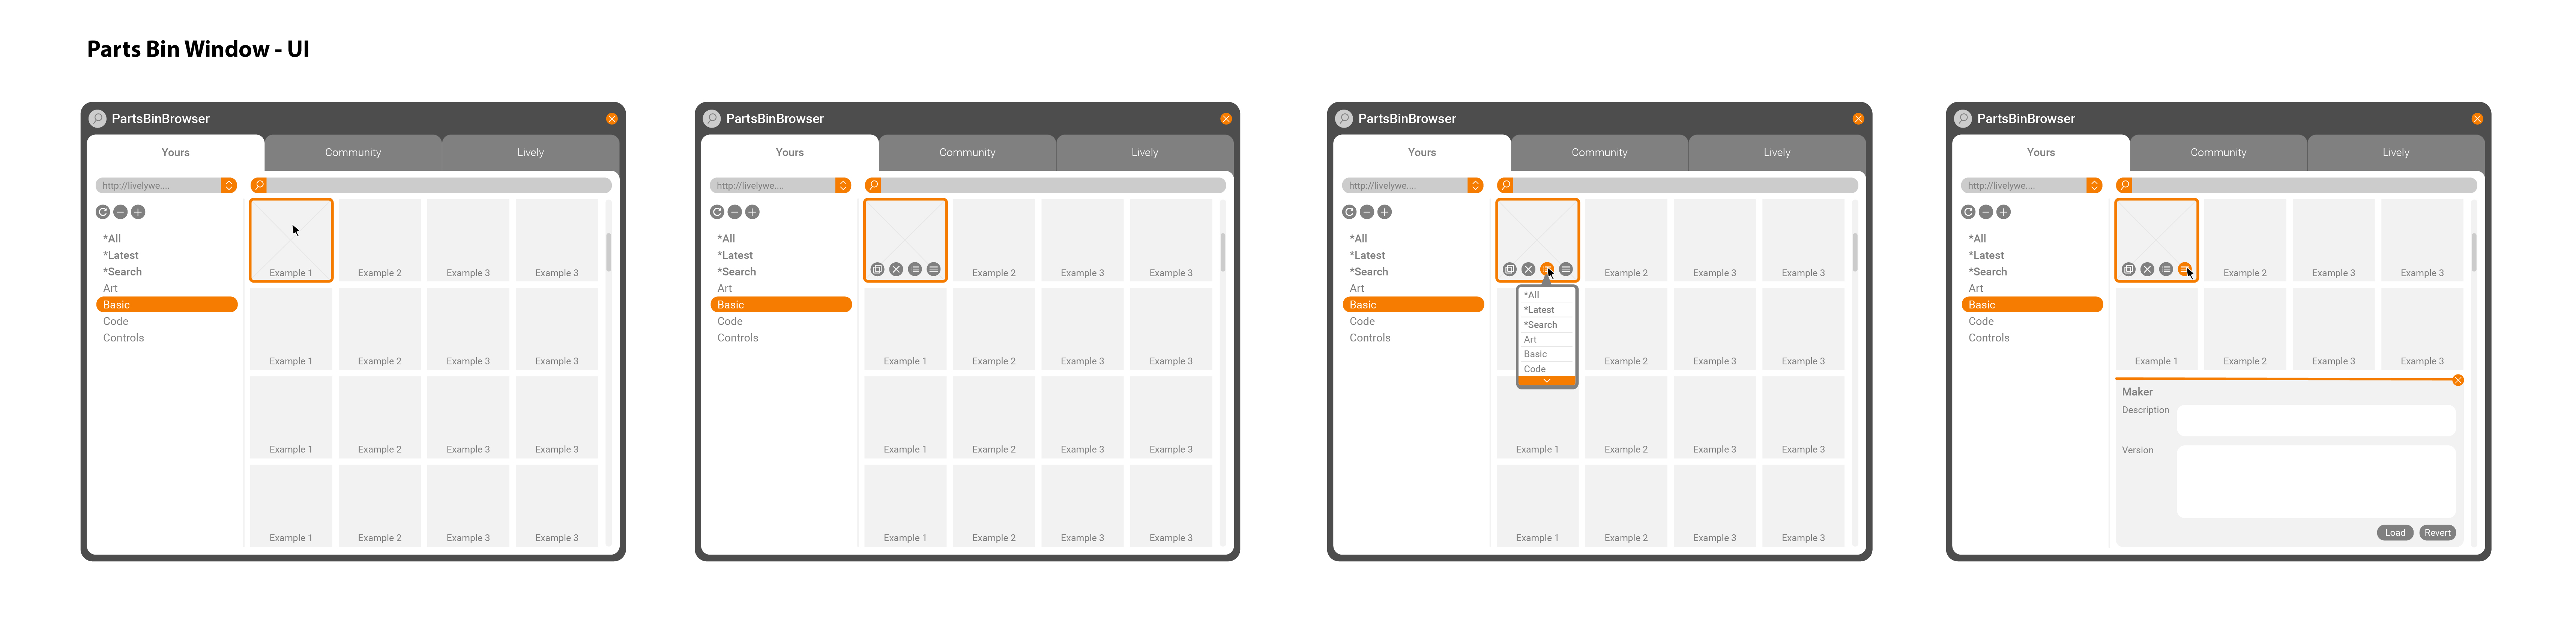 Parts Bin Window - UI
PartsBinBrowser
Yours
Community
Lively
http://livelywe....
*All
*Latest
*Search
Art
Basic
Code
Controls
Example 1
Example 2
Example 3
Example 3
Example 1
Example 2
Example 3
Example 3
Example 1
Example 2
Example 3
Example 3
Example 1
Example 2
Example 3
Example 3
PartsBinBrowser
Yours
Community
Lively
http://livelywe....
*All
*Latest
*Search
Art
Basic
Code
Controls
Example 2
Example 3
Example 3
Example 1
Example 2
Example 3
Example 3
Example 1
Example 2
Example 3
Example 3
Example 1
Example 2
Example 3
Example 3
PartsBinBrowser
Yours
Community
Lively
http://livelywe....
*All
*Latest
*Search
Art
Basic
Code
Controls
Example 2
Example 3
Example 3
*All
*Latest
*Search
Art
Basic
Code
Example 2
Example 3
Example 3
Example 1
Example 2
Example 3
Example 3
Example 1
Example 2
Example 3
Example 3
PartsBinBrowser
Yours
Community
Lively
http://livelywe....
*All
*Latest
*Search
Art
Basic
Code
Controls
Example 2
Example 3
Example 3
Example 1
Example 2
Example 3
Example 3
Maker
Description
Version
Load
Revert